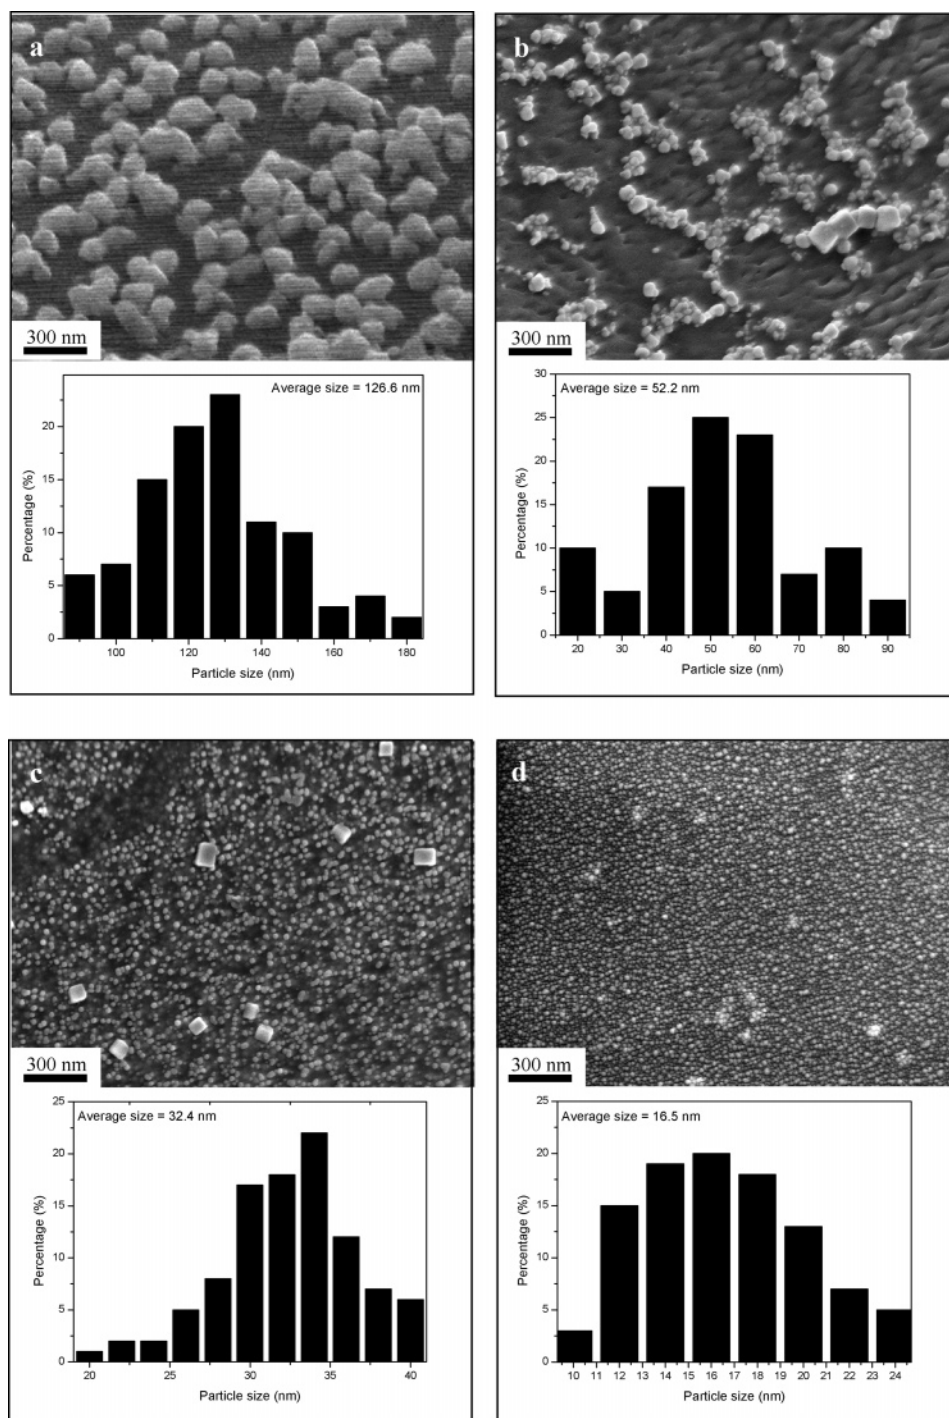 a
300 nm
Average size = 126.6 nm
Percentage (%)
20
15
10
5
0
100 120 140 160 180
Particle size (nm)
b
300 nm
Average size = 52.2 nm
Percentage (%)
30
25
20
15
10
5
0
20 30 40 50 60 70 80 90
Particle size (nm)
c
300 nm
Average size = 32.4 nm
Percentage (%)
25
20
15
10
5
0
20 25 30 35 40
Particle size (nm)
d
300 nm
Average size = 16.5 nm
Percentage (%)
25
20
15
10
5
0
10 11 12 13 14 15 16 17 18 19 20 21 22 23 24
Particle size (nm)